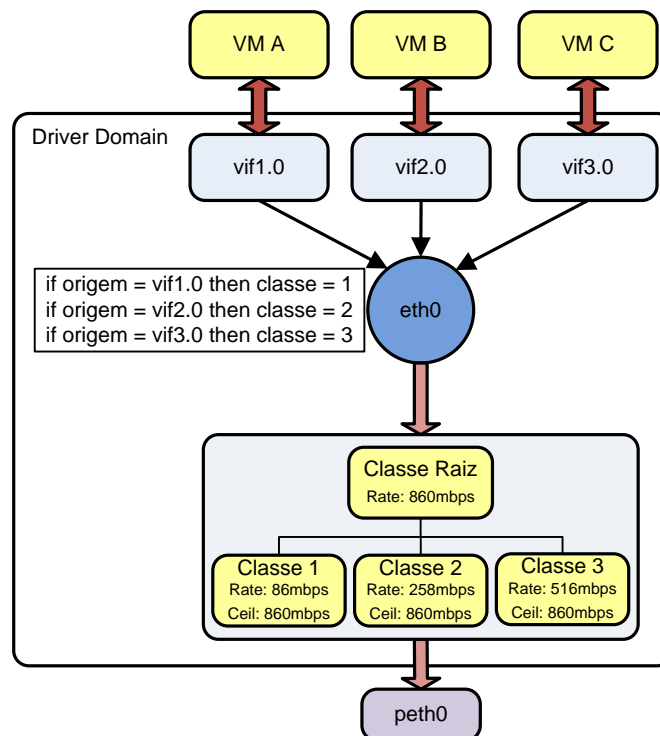 VM A
VM B
VM C
Driver Domain
vif1.0
vif2.0
vif3.0
if origem = vif1.0 then classe = 1
if origem = vif2.0 then classe = 2
if origem = vif3.0 then classe = 3
eth0
Classe Raiz
Rate: 860mbps
Classe 1
Rate: 86mbps
Ceil: 860mbps
Classe 2
Rate: 258mbps
Ceil: 860mbps
Classe 3
Rate: 516mbps
Ceil: 860mbps
peth0